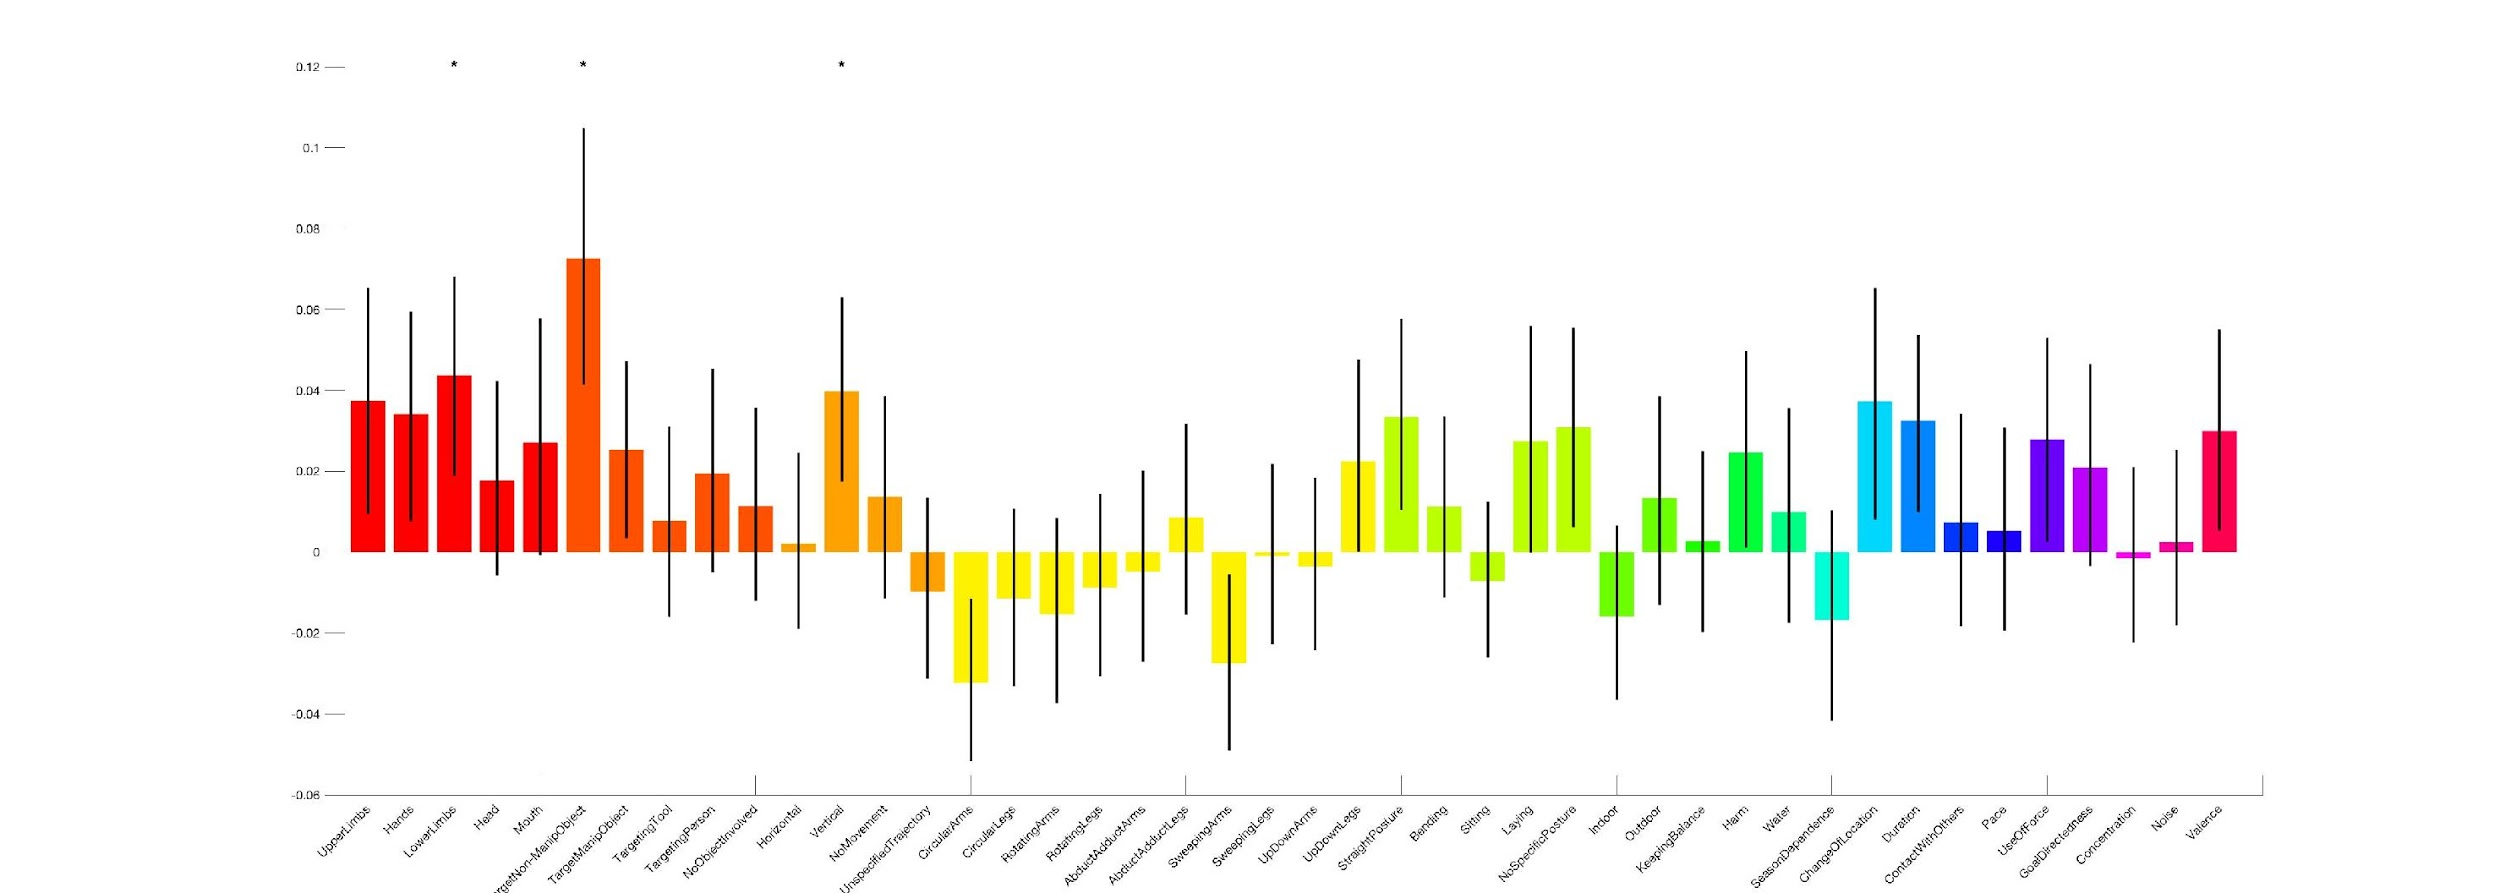 * * *
0.12
0.1
0.08
0.06
0.04
0.02
0
-0.02
-0.04
-0.06
UpperLimbs
Hands
LowerLimbs
Head
Mouth
TargetManipObject
TargetingTool
TargetingPerson
NoObjectInvolved
Horizontal
Vertical
NoMovement
UnspecifiedTrajectory
CircularArms
CircularLegs
RotatingArms
RotatingLegs
AbductAdductArms
AbductAdductLegs
SweepingArms
SweepingLegs
UpDownArms
UpDownLegs
StraightPosture
Bending
Sitting
Laying
NoSpecificPosture
Indoor
Outdoor
KeepingBalance
Harm
Water
SeasonDependence
ChangeOfLocation
Duration
ContactWithOthers
Pace
UseOfForce
GoalDirectedness
Concentration
Noise
Valence